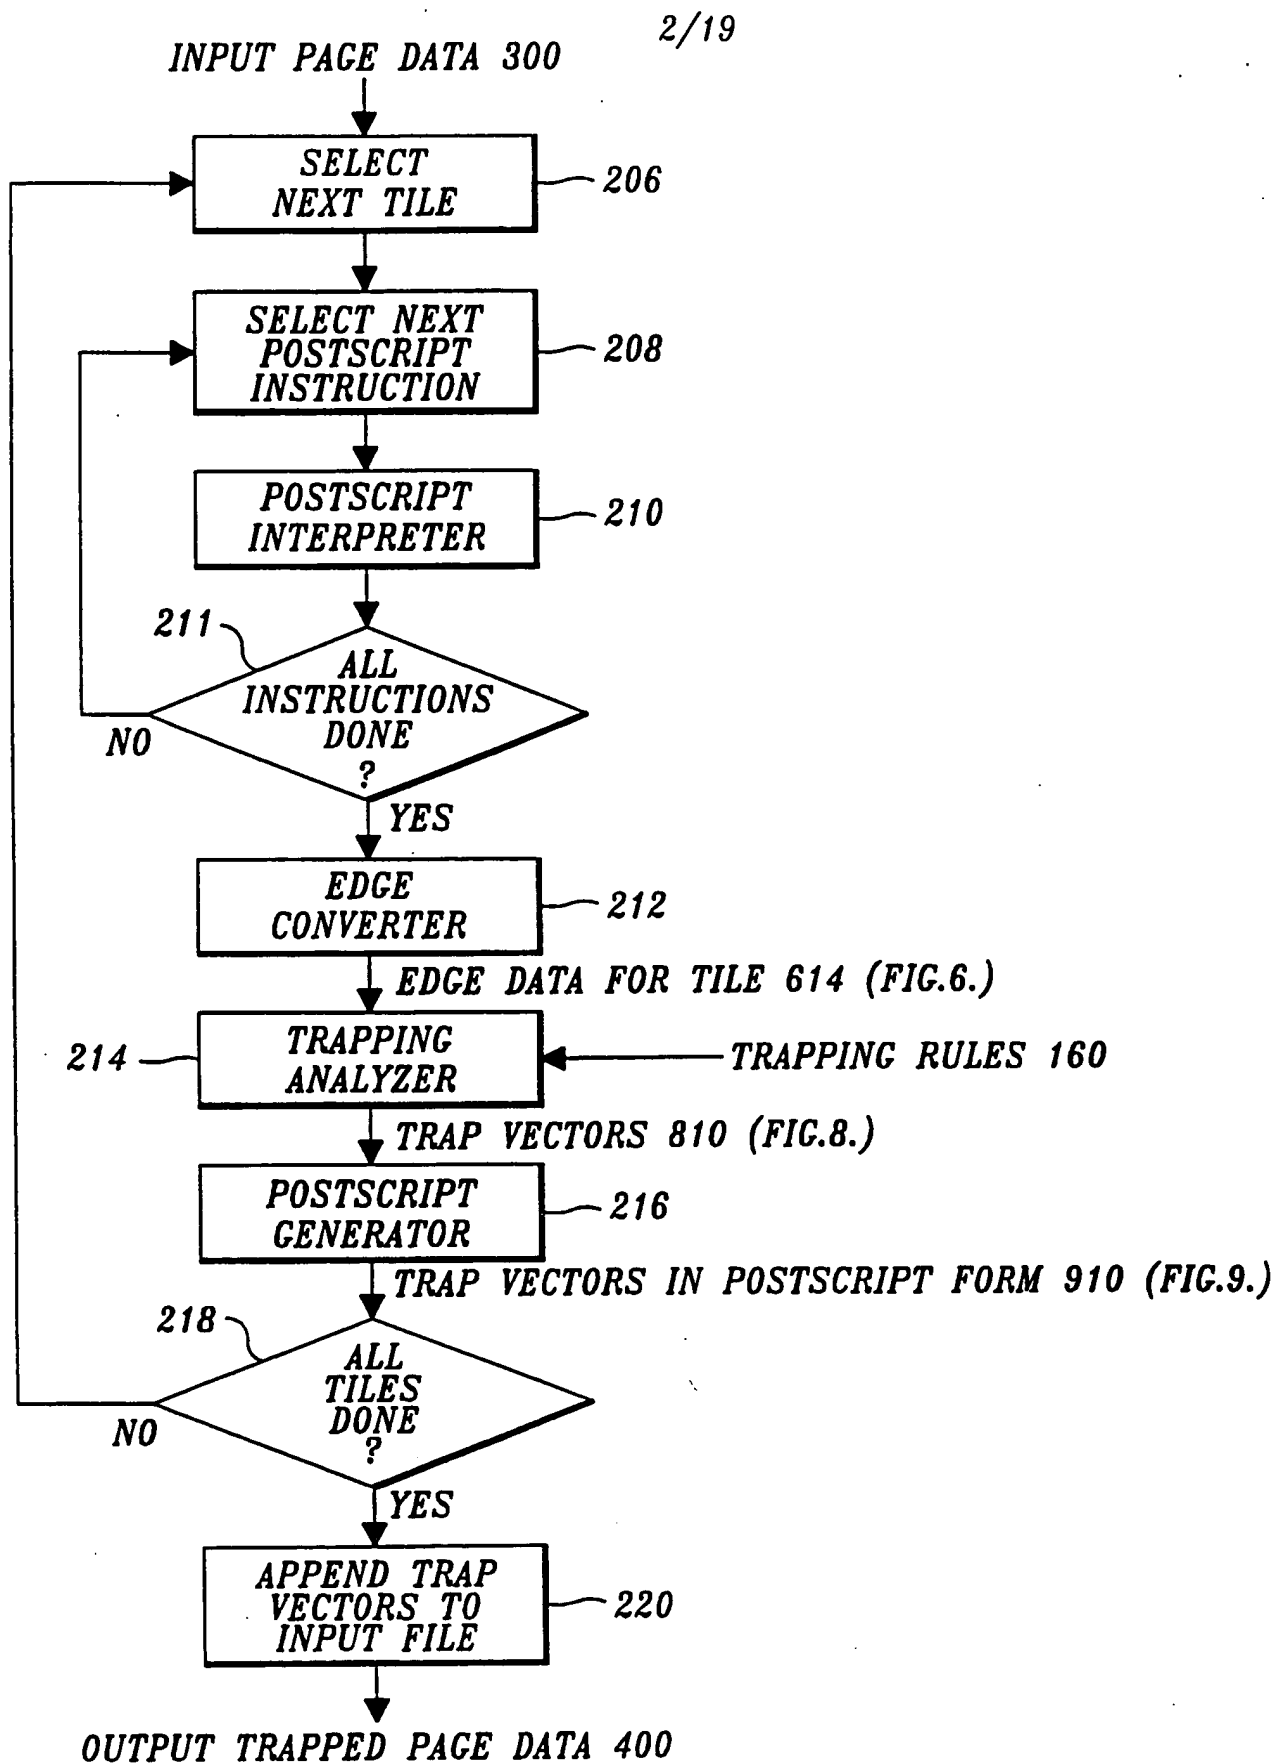 2/19
INPUT PAGE DATA 300
SELECT
NEXT TILE
206
SELECT NEXT
POSTSCRIPT
INSTRUCTION
208
POSTSCRIPT
INTERPRETER
210
211
ALL
INSTRUCTIONS
DONE
?
NO
YES
EDGE
CONVERTER
212
EDGE DATA FOR TILE 614 (FIG.6.)
TRAPPING
ANALYZER
214
TRAPPING RULES 160
TRAP VECTORS 810 (FIG.8.)
POSTSCRIPT
GENERATOR
216
TRAP VECTORS IN POSTSCRIPT FORM 910 (FIG.9.)
218
ALL
TILES
DONE
?
NO
YES
APPEND TRAP
VECTORS TO
INPUT FILE
220
OUTPUT TRAPPED PAGE DATA 400